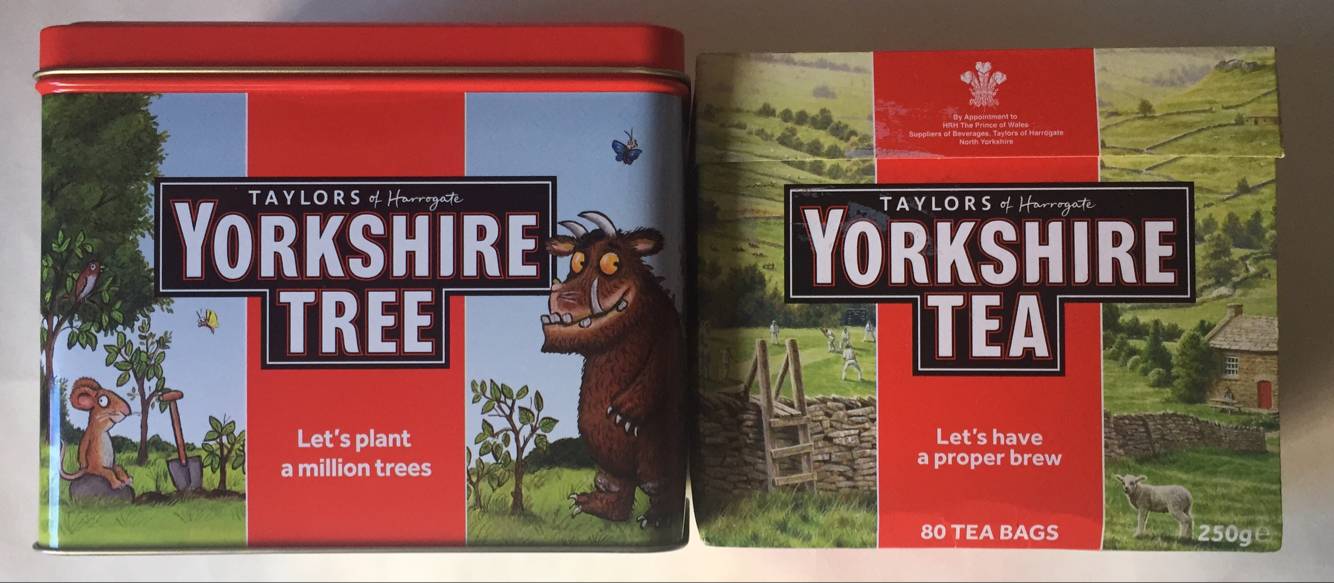 TAYLORS of Harrogate
YORKSHIRE
TREE
Let's plant
a million trees
By Appointment to
HRH The Prince of Wales
Suppliers of Beverages, Taylors of Harrogate
North Yorkshire
TAYLORS of Harrogate
YORKSHIRE
TEA
Let's have
a proper brew
80 TEA BAGS
250g e